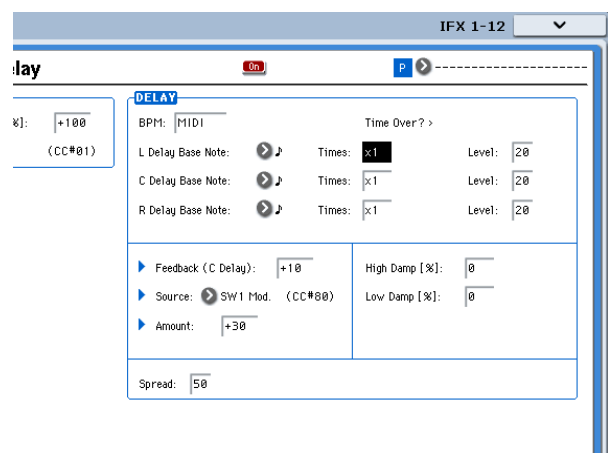 IFX 1-12
lay On P
DELAY
%]: +100 BPM: MIDI Time Over? >
(CC#01) L Delay Base Note: ♪ Times: x1 Level: 20
C Delay Base Note: ♪ Times: x1 Level: 20
R Delay Base Note: ♪ Times: x1 Level: 20
Feedback (C Delay): +10 High Damp [%]: 0
Source: SW1 Mod. (CC#80) Low Damp [%]: 0
Amount: +30
Spread: 50